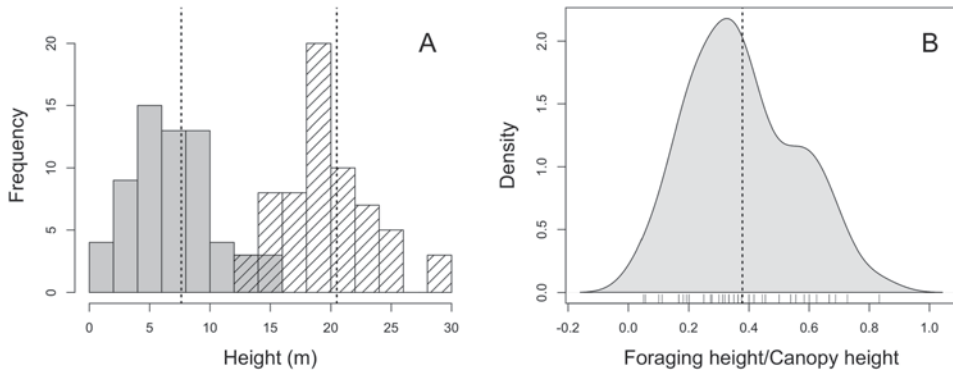 A
Frequency
20
15
10
5
0
0 5 10 15 20 25 30
Height (m)
B
Density
2.0
1.5
1.0
0.5
0.0
-0.2 0.0 0.2 0.4 0.6 0.8 1.0
Foraging height/Canopy height